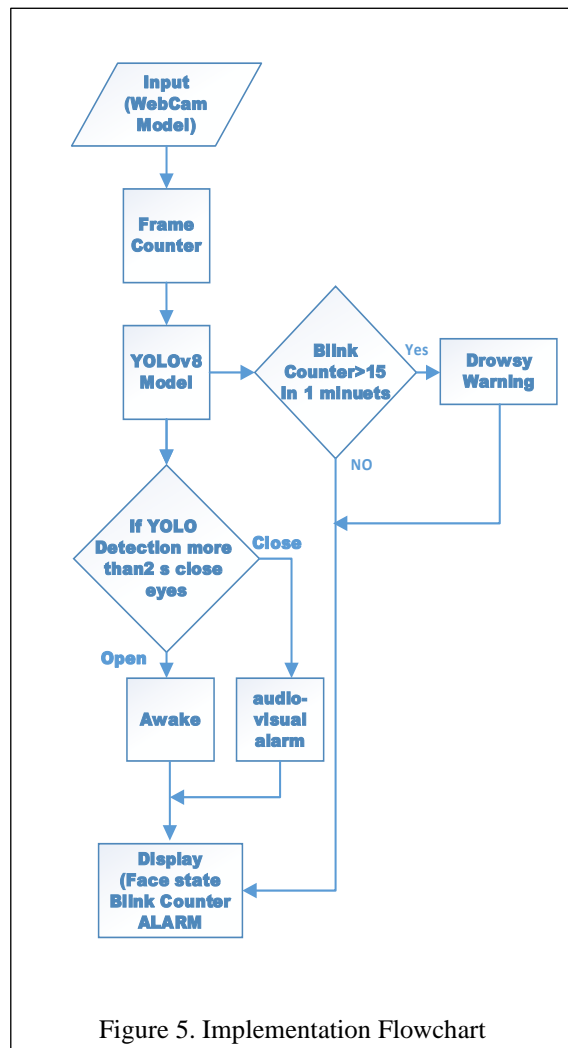 Input
(WebCam
Model)
Frame
Counter
YOLOv8
Model
Blink
Counter>15
in 1 minuets
Yes
Drowsy
Warning
NO
If YOLO
Detection more
than2 s close
eyes
Close
Open
Awake
audio-
visual
alarm
Display
(Face state
Blink Counter
ALARM
Figure 5. Implementation Flowchart